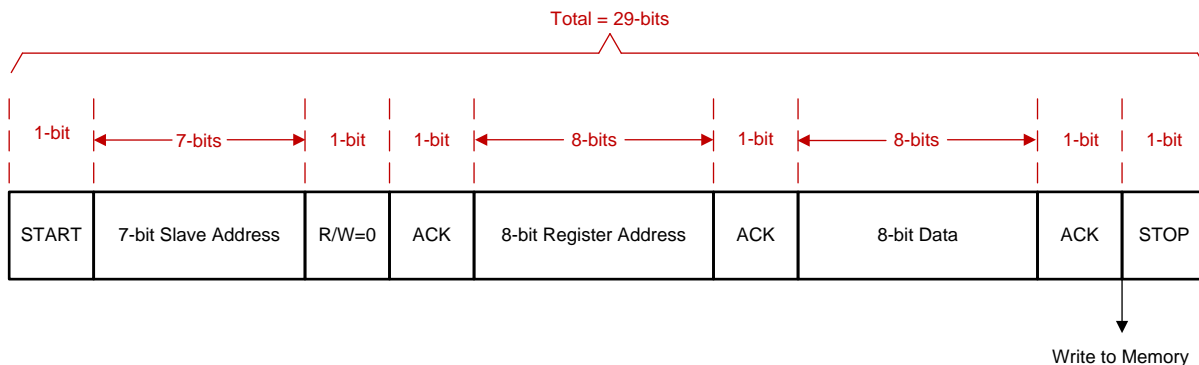 Total = 29-bits
1-bit 7-bits 1-bit 1-bit 8-bits 1-bit 8-bits 1-bit 1-bit
START 7-bit Slave Address R/W=0 ACK 8-bit Register Address ACK 8-bit Data ACK STOP
Write to Memory